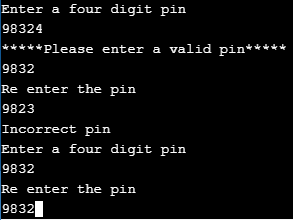 Enter a four digit pin
98324
*****Please enter a valid pin*****
9832
Re enter the pin
9823
Incorrect pin
Enter a four digit pin
9832
Re enter the pin
9832